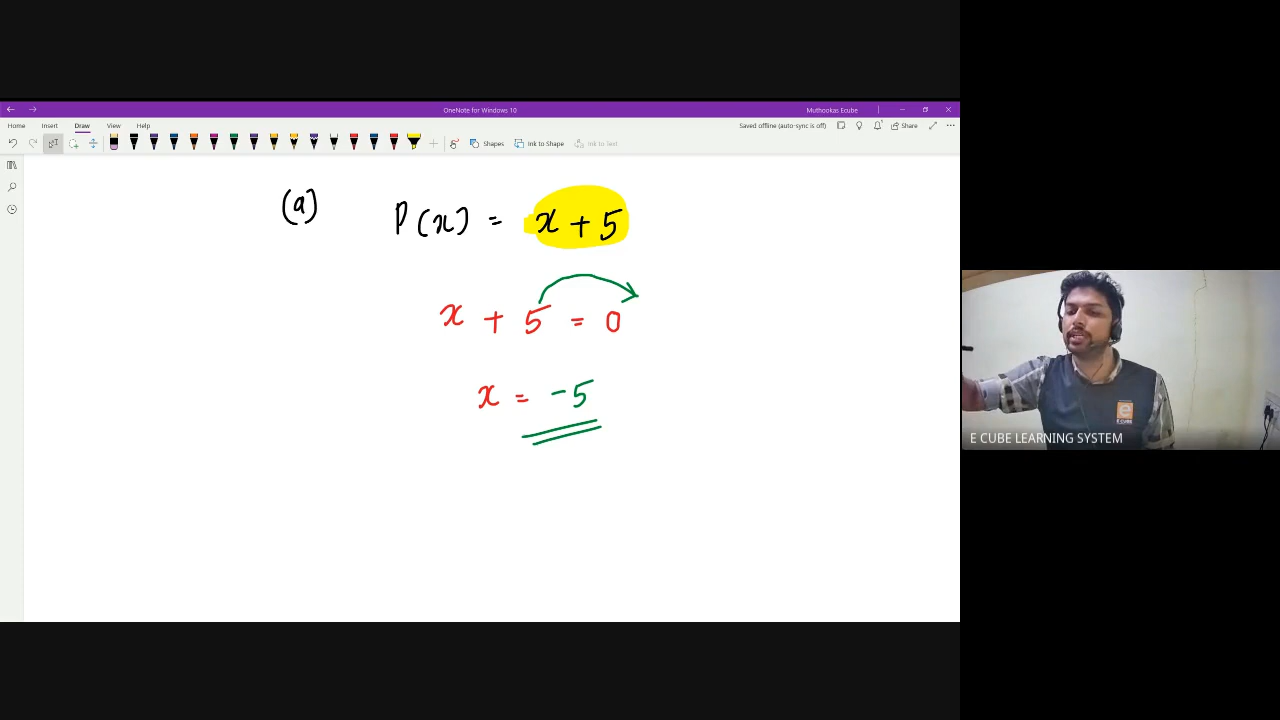 OneNote for Windows 10
Muthookas Ecube
Home Insert Draw View Help
Saved offline (auto-sync is off)
Share
Shapes
Ink to Shape
Ink to Text
(a) P(x) = x + 5
x + 5 = 0
x = -5
e
E CUBE
E CUBE LEARNING SYSTEM